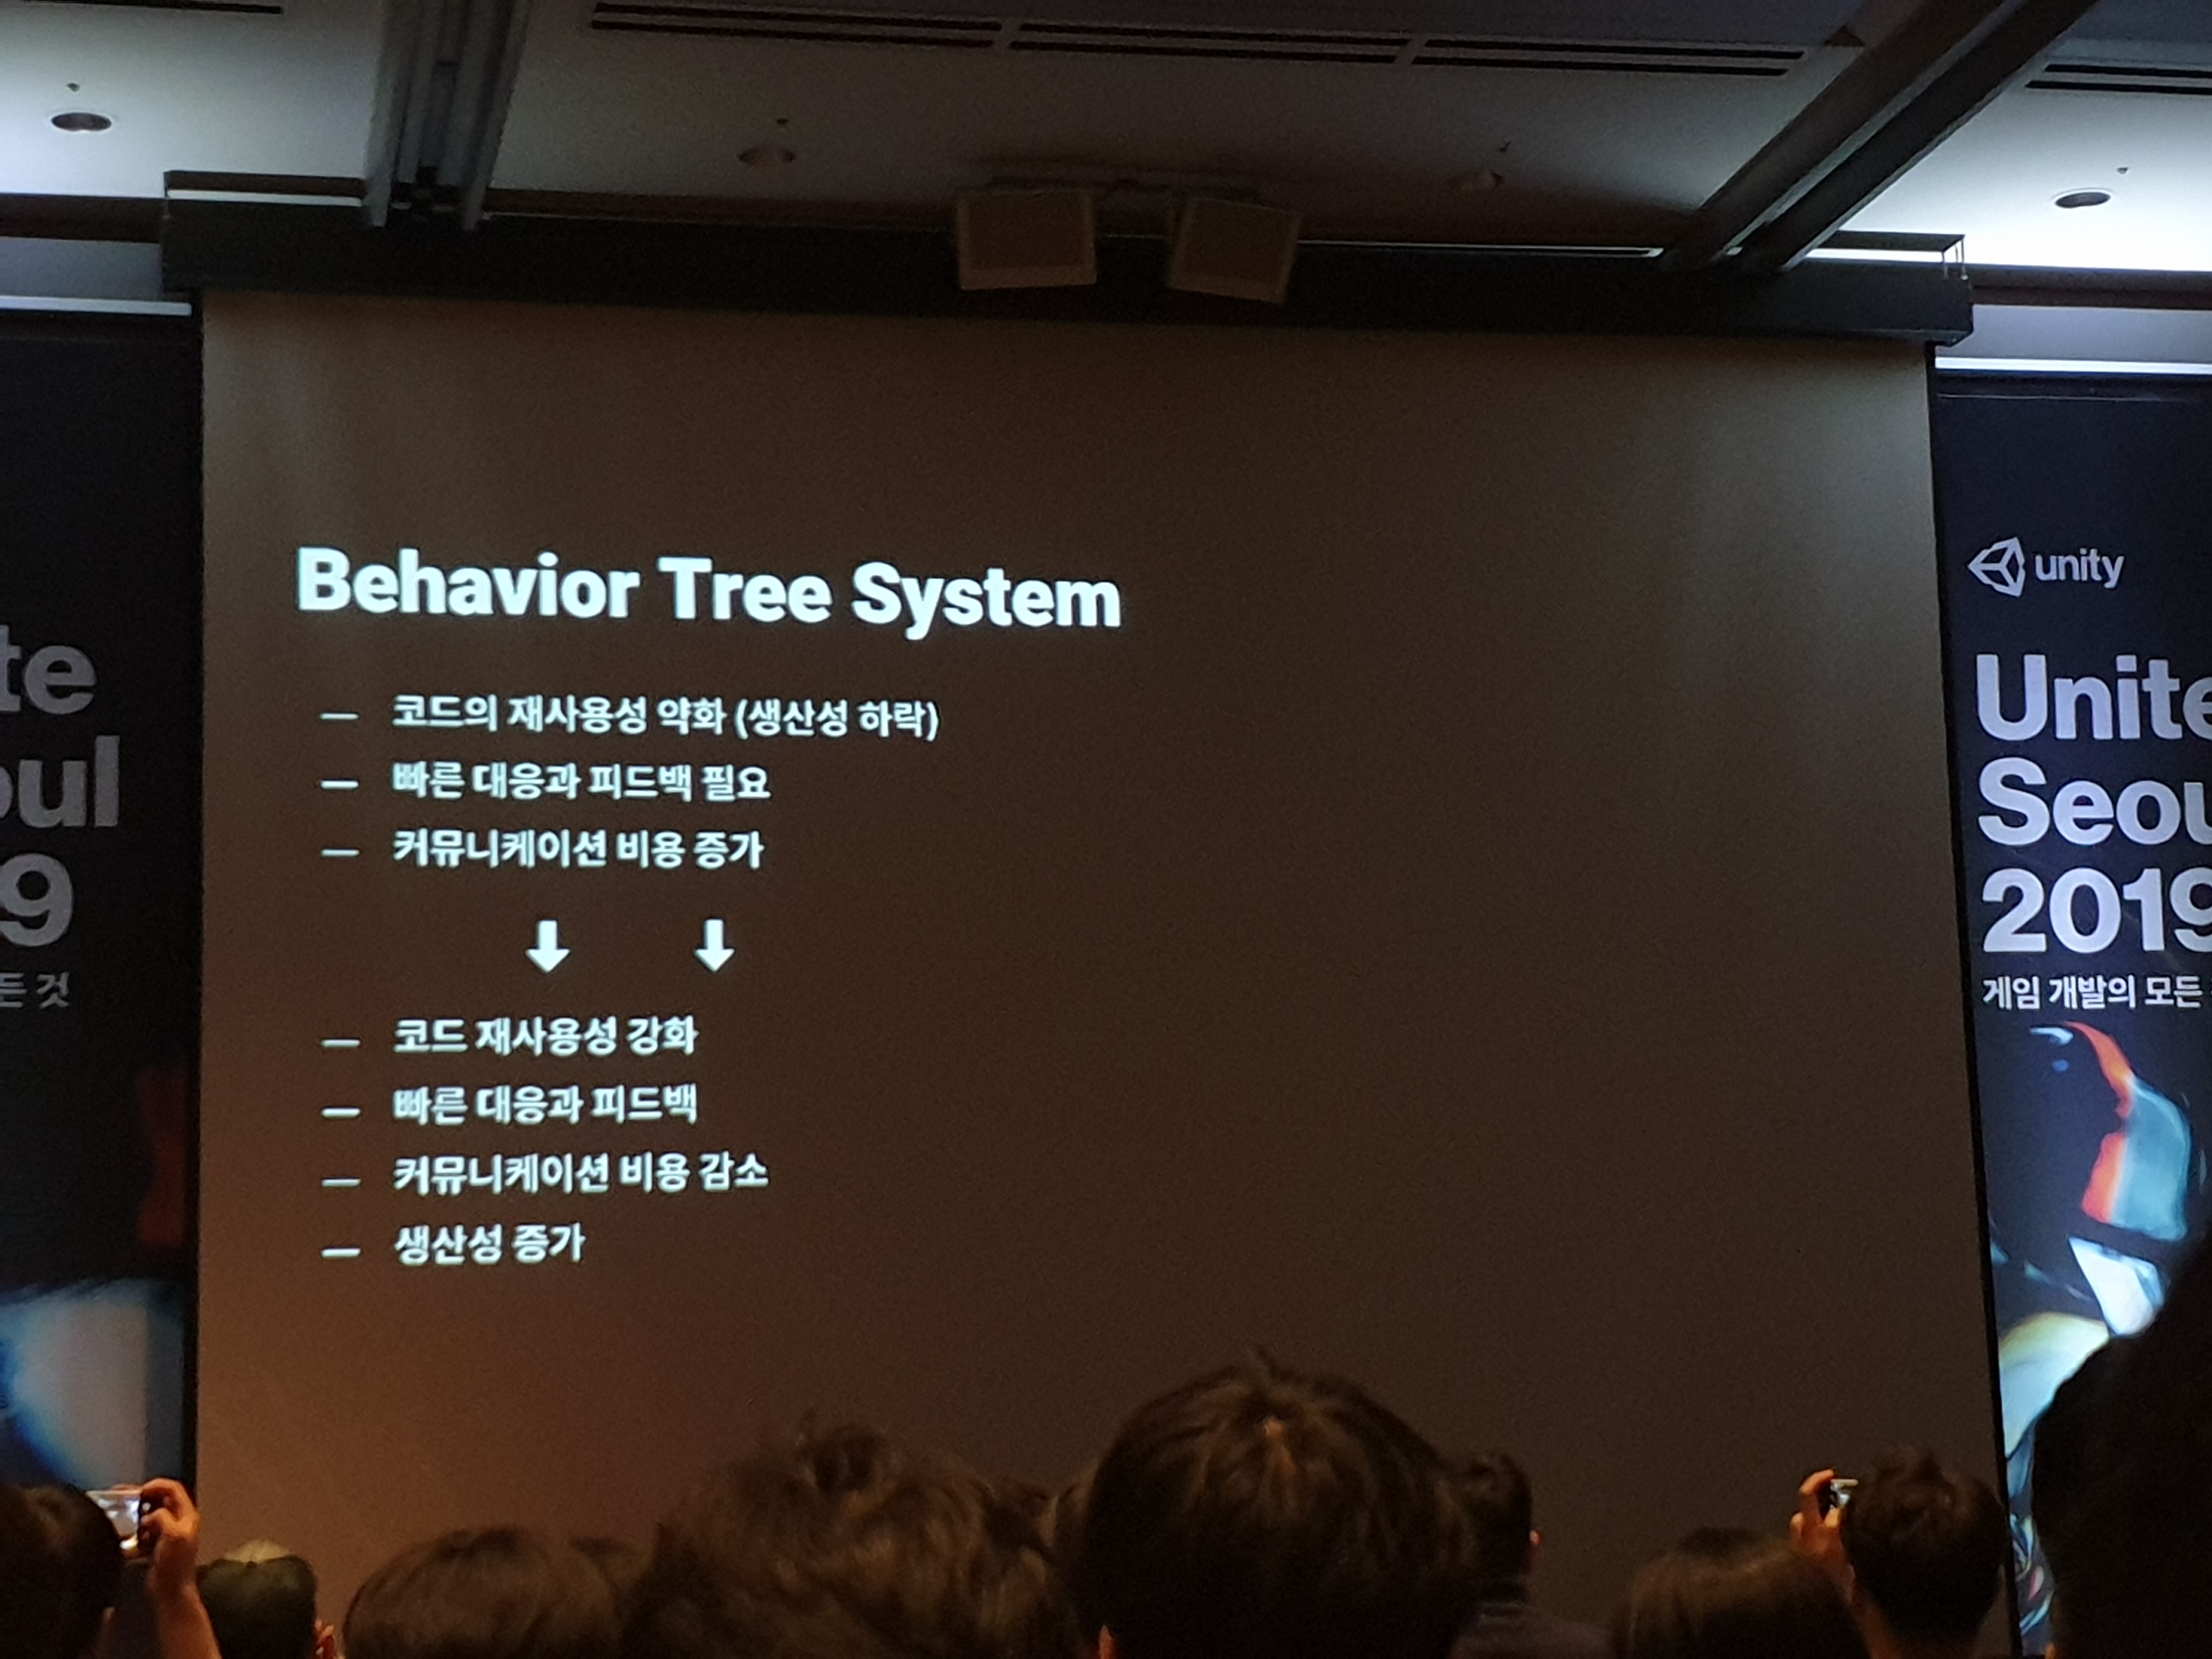 Behavior Tree System
— 코드의 재사용성 약화 (생산성 하락)
— 빠른 대응과 피드백 필요
— 커뮤니케이션 비용 증가
— 코드 재사용성 강화
— 빠른 대응과 피드백
— 커뮤니케이션 비용 감소
— 생산성 증가
te
oul
9
든 것
unity
Unite
Seou
2019
게임 개발의 모든